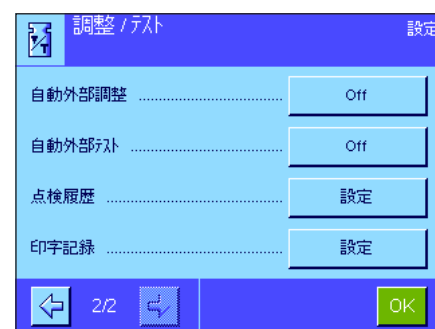 調整 / ﾃｽﾄ 設定
自動外部調整 ................................ Off
自動外部ﾃｽﾄ ................................. Off
点検履歴 ...................................... 設定
印字記録 ...................................... 設定
2/2 OK